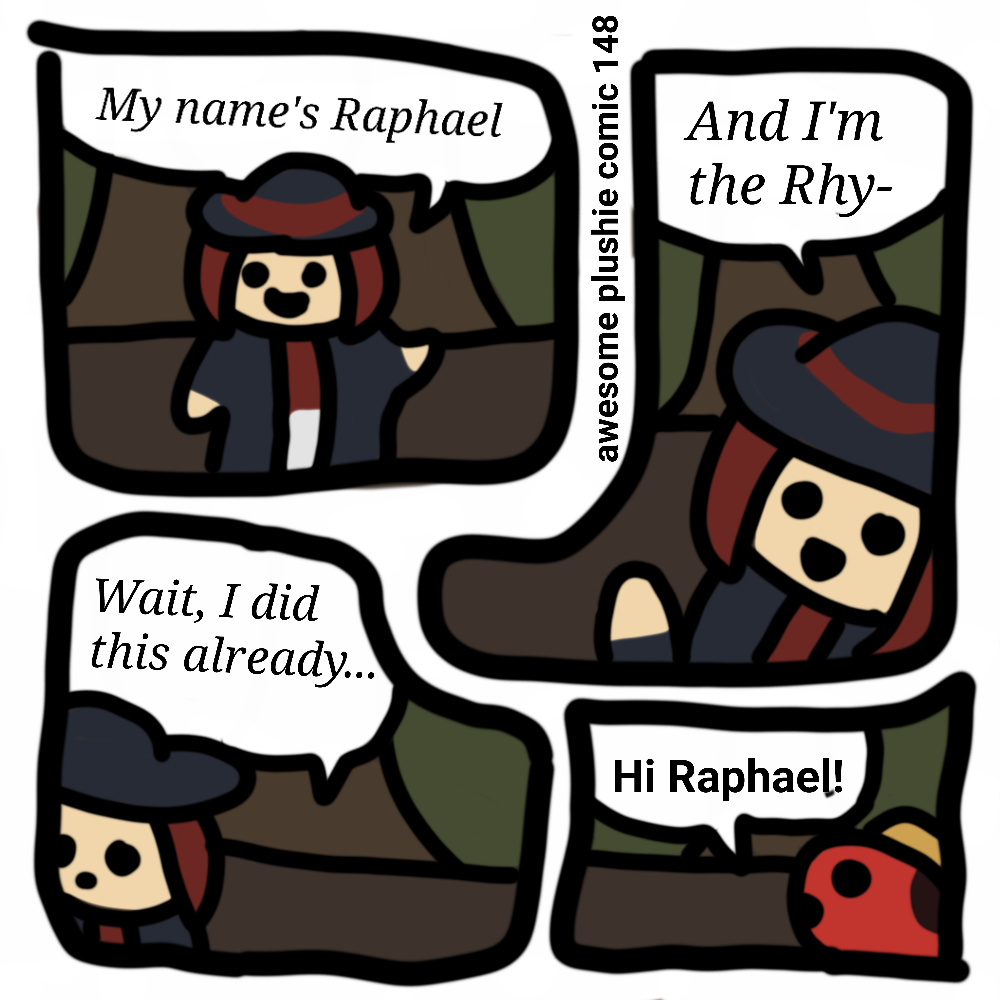 My name's Raphael
awesome plushie comic 148
And I'm
the Rhy-
Wait, I did
this already...
Hi Raphael!